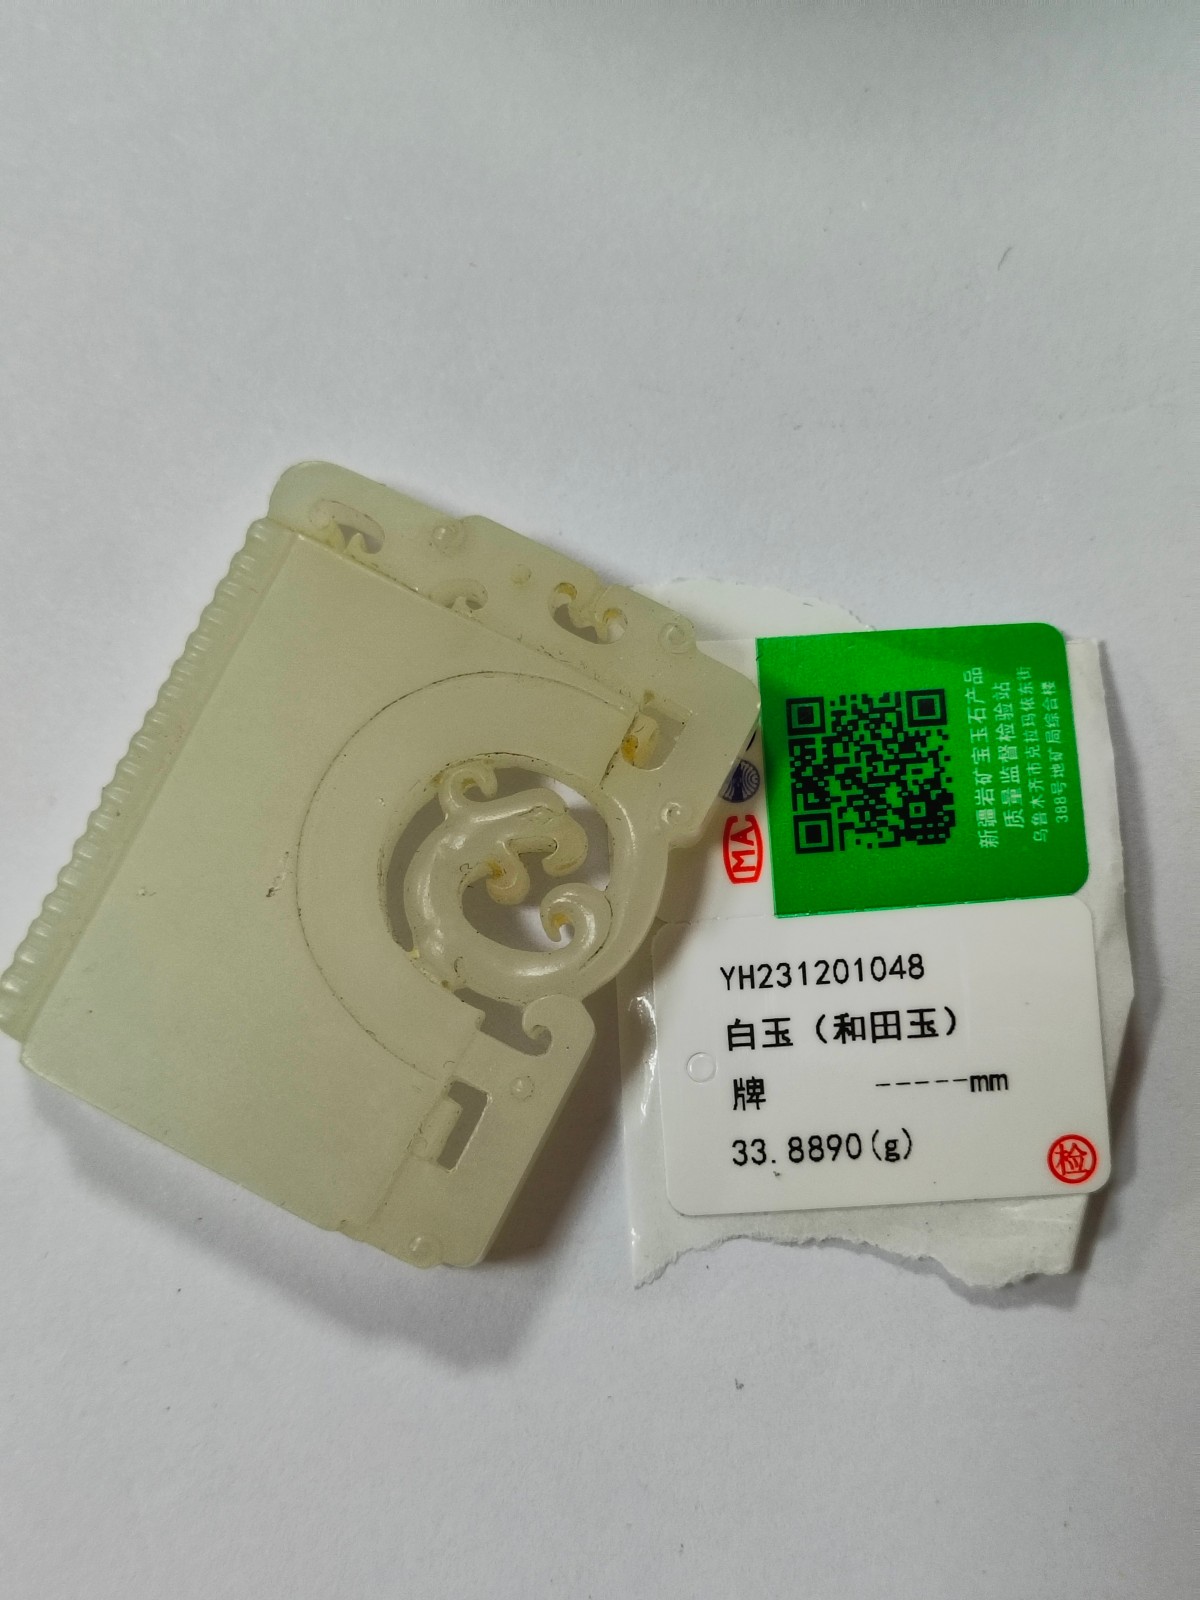 新疆岩矿宝玉石产品
质量监督检验站
乌鲁木齐市克拉玛依东街
388号地矿局综合楼
MA
YH231201048
白玉（和田玉）
牌 -----mm
33.8890(g)
检